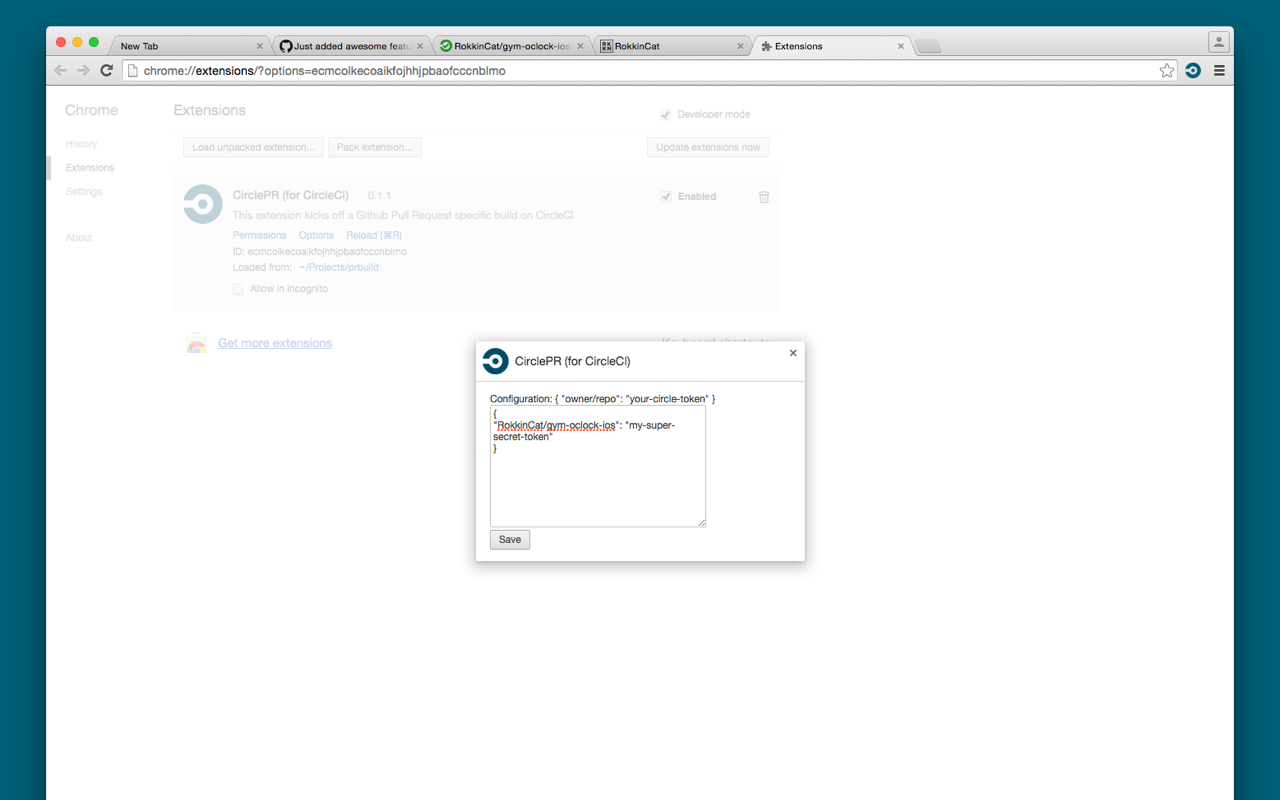 New Tab
Just added awesome featu
RokkinCat/gym-oclock-ios
RokkinCat
Extensions
chrome://extensions/?options=ecmcolkecoaikfojhhjpbaofcccnblmo
Chrome
History
Extensions
Settings
About
Extensions
Developer mode
Load unpacked extension...
Pack extension...
Update extensions now
CirclePR (for CircleCI) 0.1.1
Enabled
This extension kicks off a Github Pull Request specific build on CircleCI
Permissions Options Reload (⌘R)
ID: ecmcolkecoaikfojhhjpbaofcccnblmo
Loaded from: ~/Projects/prbuild
Allow in incognito
Get more extensions
Keyboard shortcuts
CirclePR (for CircleCI)
Configuration: { "owner/repo": "your-circle-token" }
{
"RokkinCat/gym-oclock-ios": "my-super-
secret-token"
}
Save